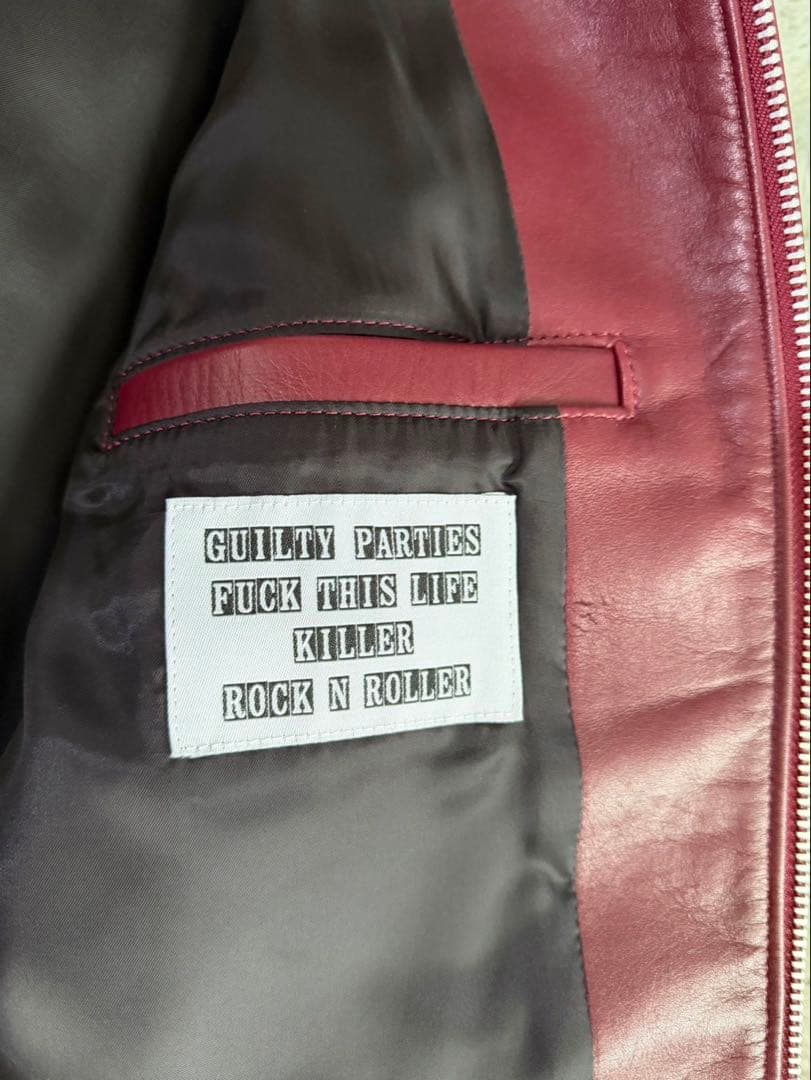 GUILTY PARTIES
FUCK THIS LIFE
KILLER
ROCK N ROLLER